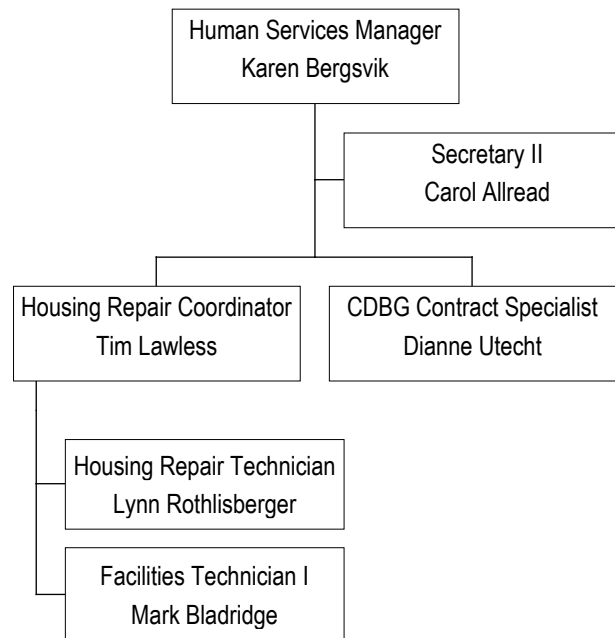 Human Services Manager
Karen Bergsvik
Secretary II
Carol Allread
Housing Repair Coordinator
Tim Lawless
CDBG Contract Specialist
Dianne Utecht
Housing Repair Technician
Lynn Rothlisberger
Facilities Technician I
Mark Bladridge